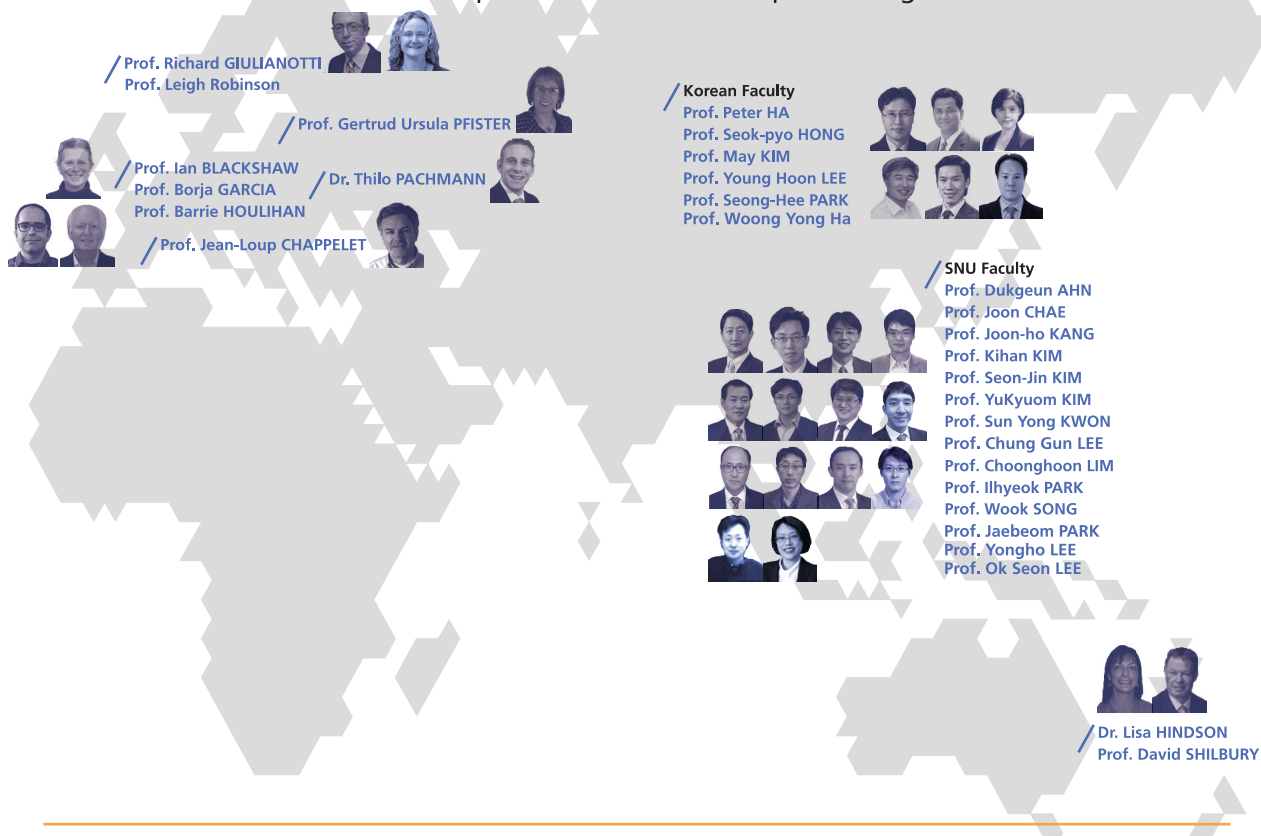 Prof. Richard GIULIANOTTI
Prof. Leigh Robinson
Prof. Gertrud Ursula PFISTER
Prof. Ian BLACKSHAW
Prof. Borja GARCIA
Prof. Barrie HOULIHAN
Dr. Thilo PACHMANN
Prof. Jean-Loup CHAPPELET
Korean Faculty
Prof. Peter HA
Prof. Seok-pyo HONG
Prof. May KIM
Prof. Young Hoon LEE
Prof. Seong-Hee PARK
Prof. Woong Yong Ha
SNU Faculty
Prof. Dukgeun AHN
Prof. Joon CHAE
Prof. Joon-ho KANG
Prof. Kihan KIM
Prof. Seon-Jin KIM
Prof. YuKyuom KIM
Prof. Sun Yong KWON
Prof. Chung Gun LEE
Prof. Choonghoon LIM
Prof. Ilhyeok PARK
Prof. Wook SONG
Prof. Jaebeom PARK
Prof. Yongho LEE
Prof. Ok Seon LEE
Dr. Lisa HINDSON
Prof. David SHILBURY